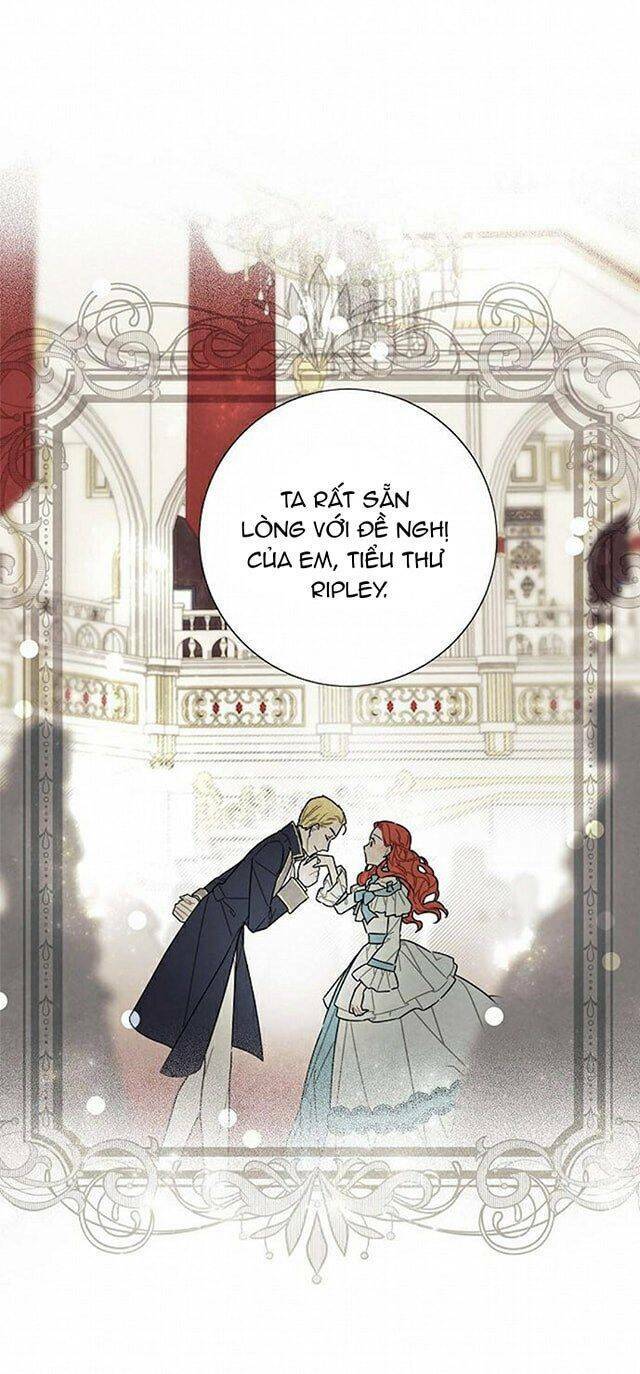 TA RẤT SẴN
LÒNG VỚI ĐỀ NGHỊ
CỦA EM, TIỂU THƯ
RIPLEY.